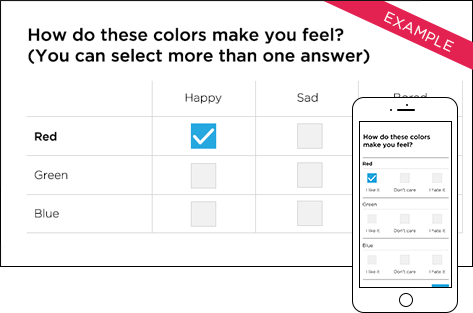 EXAMPLE
How do these colors make you feel?
(You can select more than one answer)
Happy Sad Bored
Red
Green
Blue
How do these colors
make you feel?
Red
I like it Don't care I hate it
Green
I like it Don't care I hate it
Blue
I like it Don't care I hate it